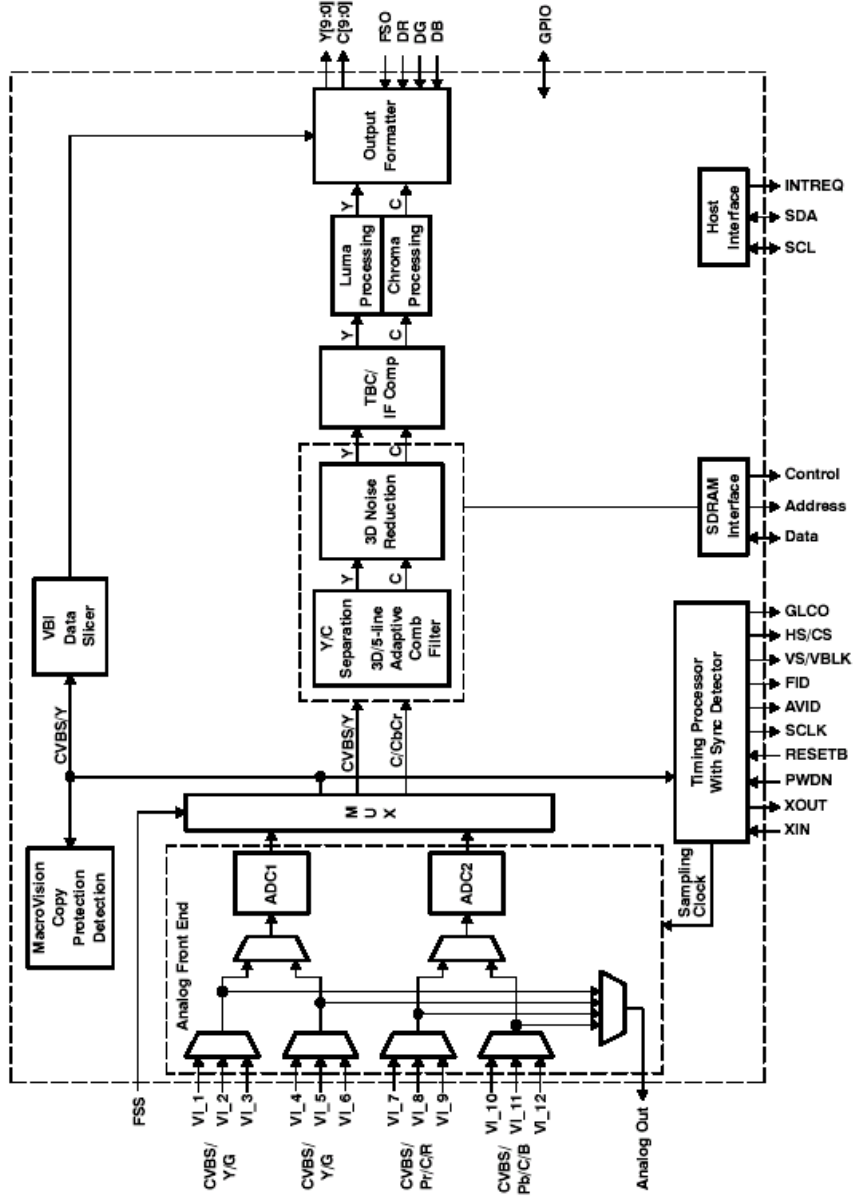 Y[9:0]
C[9:0]
FSO
DR
DG
DB
GPIO
Output
Formatter
Y
C
Luma
Processing
Chroma
Processing
Y
C
TBC/
IF Comp
Y
C
3D Noise
Reduction
Y
C
Y/C
Separation
3D/5-line
Adaptive
Comb
Filter
Host
Interface
INTREQ
SDA
SCL
SDRAM
Interface
Control
Address
Data
VBI
Data
Slicer
CVBS/Y
CVBS/Y
C/CbCr
M
U
X
MacroVision
Copy
Protection
Detection
Timing Processor
With Sync Detector
GLCO
HS/CS
VS/VBLK
FID
AVID
SCLK
RESETB
PWDN
XOUT
XIN
Sampling
Clock
Analog Front End
ADC1
ADC2
FSS
VI_1
VI_2
VI_3
CVBS/
Y/G
VI_4
VI_5
VI_6
CVBS/
Y/G
VI_7
VI_8
VI_9
CVBS/
Pr/C/R
VI_10
VI_11
VI_12
CVBS/
Pb/C/B
Analog Out